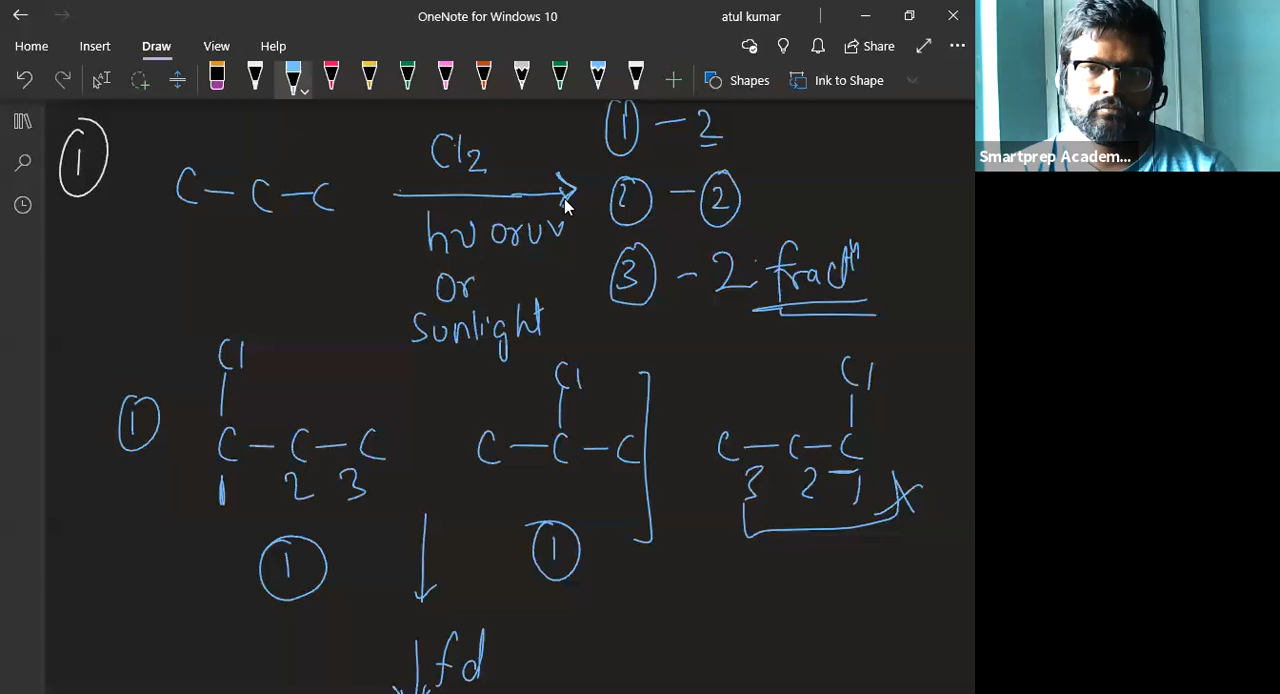 OneNote for Windows 10
atul kumar
Home Insert Draw View Help
Share
Shapes
Ink to Shape
Smartprep Academ...
1
C - C - C
Cl2
hν or uv
or
sunlight
1 - 2
2 - 2
3 - 2. fractn
1
Cl
C - C - C
1 2 3
1
Cl
C - C - C
1
Cl
C - C - C
3 2 1 X
fd